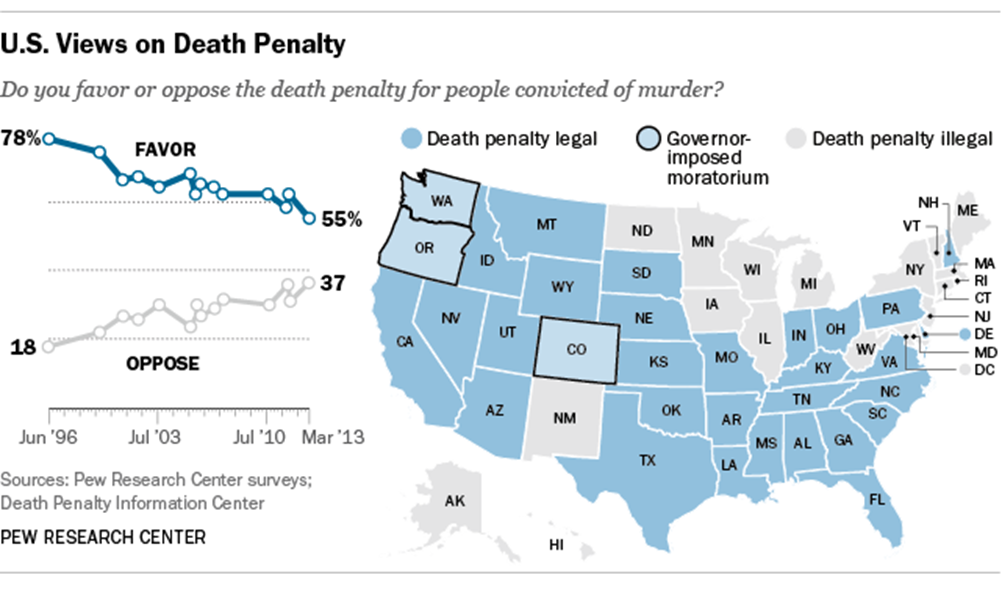 U.S. Views on Death Penalty
Do you favor or oppose the death penalty for people convicted of murder?
78%
FAVOR
55%
37
18
OPPOSE
Jun '96
Jul '03
Jul '10
Mar '13
Sources: Pew Research Center surveys;
Death Penalty Information Center
PEW RESEARCH CENTER
Death penalty legal
Governor-
imposed
moratorium
Death penalty illegal
WA
OR
MT
ID
WY
ND
SD
MN
WI
MI
NH
ME
VT
NY
MA
RI
CT
NJ
DE
MD
DC
PA
CA
NV
UT
CO
NE
IA
IL
IN
OH
WV
VA
KS
MO
KY
NC
TN
SC
AZ
NM
OK
AR
MS
AL
GA
TX
LA
FL
AK
HI